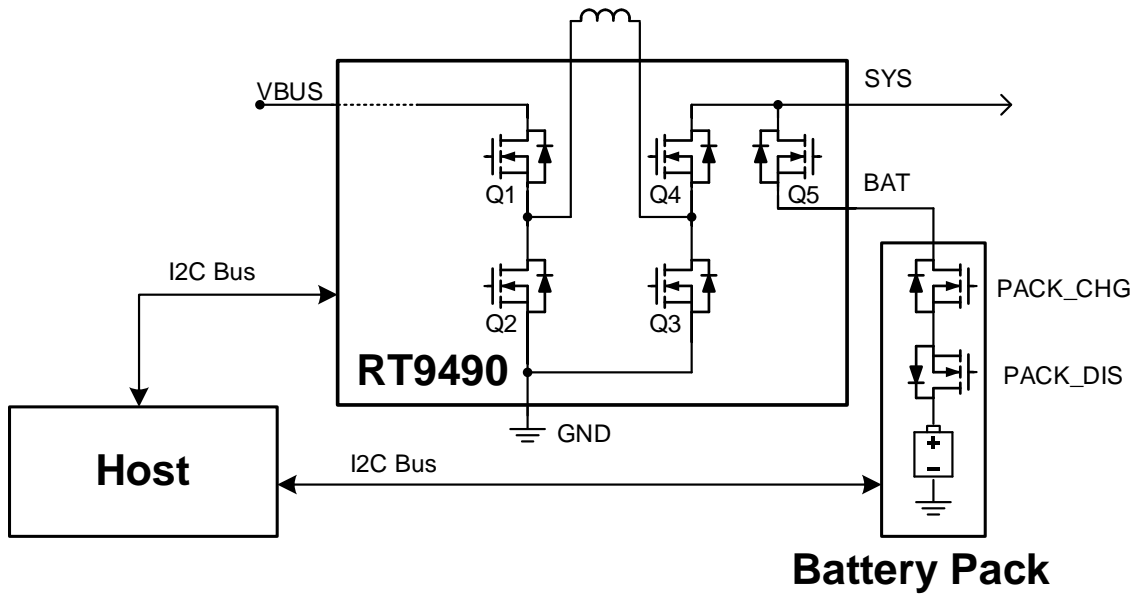 VBUS
SYS
Q1
Q4
Q5
BAT
I2C Bus
PACK_CHG
Q2
Q3
RT9490
PACK_DIS
GND
Host
I2C Bus
+
-
Battery Pack